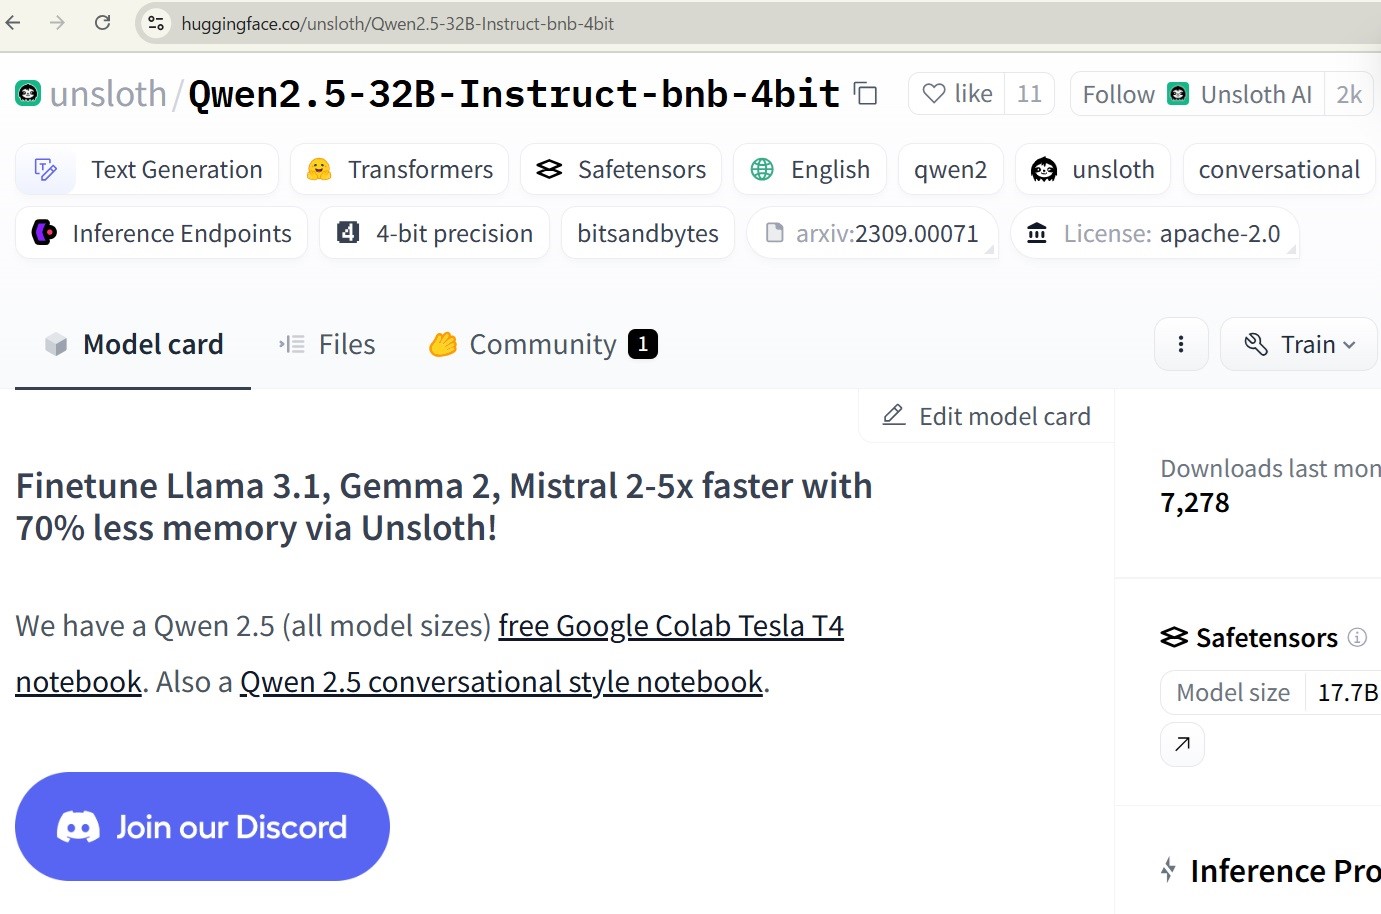 huggingface.co/unsloth/Qwen2.5-32B-Instruct-bnb-4bit
unsloth/Qwen2.5-32B-Instruct-bnb-4bit like 11 Follow Unsloth AI 2k
Text Generation Transformers Safetensors English qwen2 unsloth conversational
Inference Endpoints 4-bit precision bitsandbytes arxiv:2309.00071 License: apache-2.0
Model card Files Community 1 Train
Edit model card
Finetune Llama 3.1, Gemma 2, Mistral 2-5x faster with
70% less memory via Unsloth!
We have a Qwen 2.5 (all model sizes) free Google Colab Tesla T4
notebook. Also a Qwen 2.5 conversational style notebook.
Join our Discord
Downloads last mon
7,278
Safetensors
Model size 17.7B
Inference Pro